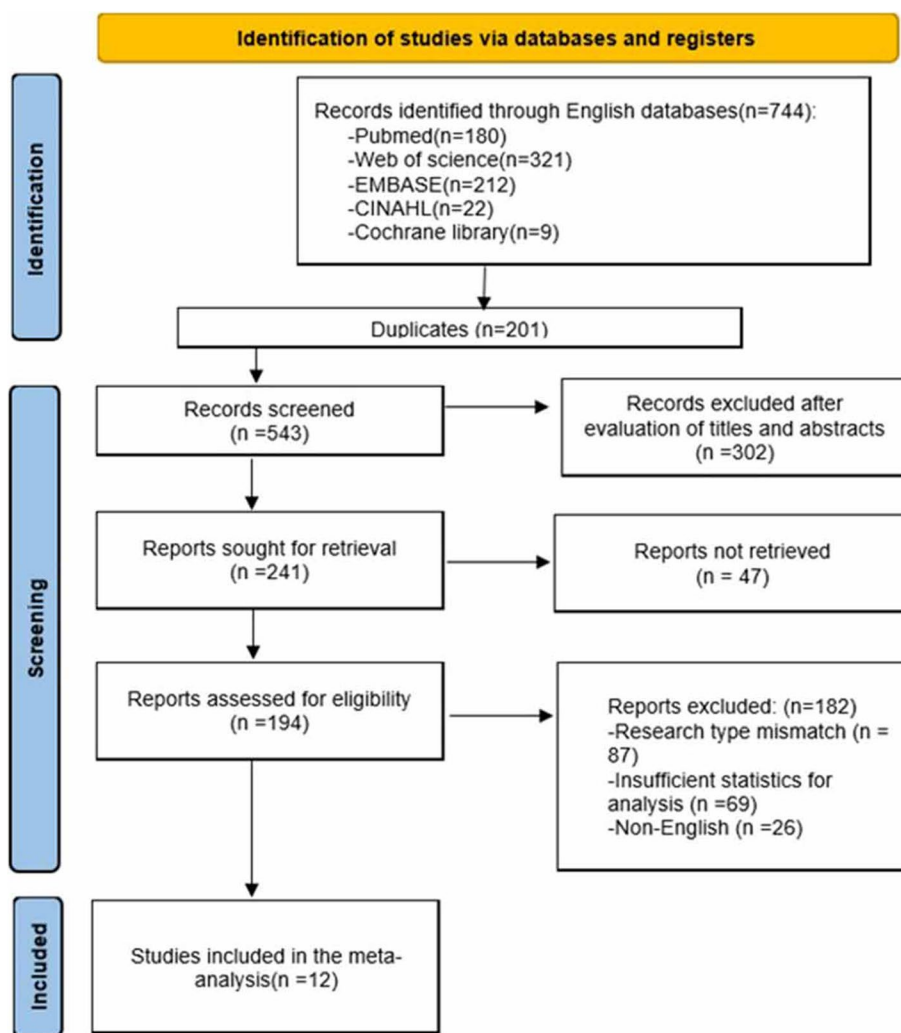 Identification of studies via databases and registers
Identification
Records identified through English databases(n=744):
-Pubmed(n=180)
-Web of science(n=321)
-EMBASE(n=212)
-CINAHL(n=22)
-Cochrane library(n=9)
Duplicates (n=201)
Screening
Records screened
(n =543)
Records excluded after
evaluation of titles and abstracts
(n =302)
Reports sought for retrieval
(n =241)
Reports not retrieved
(n = 47)
Reports assessed for eligibility
(n =194)
Reports excluded: (n=182)
-Research type mismatch (n =
87)
-Insufficient statistics for
analysis (n =69)
-Non-English (n =26)
Included
Studies included in the meta-
analysis(n =12)